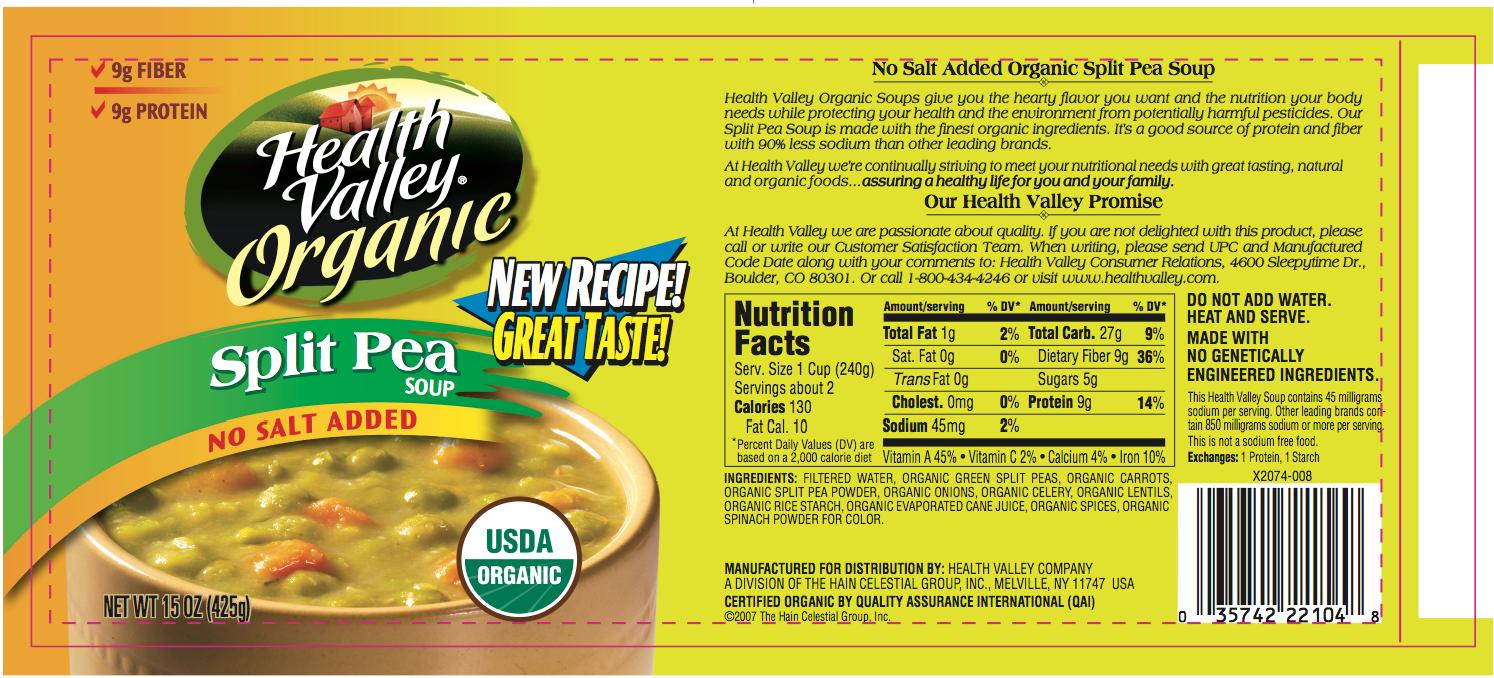 ✓ 9g FIBER
✓ 9g PROTEIN
Health
Valley®
Organic
NEW RECIPE!
GREAT TASTE!
Split Pea
SOUP
NO SALT ADDED
USDA
ORGANIC
NET WT 15 OZ (425g)
No Salt Added Organic Split Pea Soup
Health Valley Organic Soups give you the hearty flavor you want and the nutrition your body
needs while protecting your health and the environment from potentially harmful pesticides. Our
Split Pea Soup is made with the finest organic ingredients. It's a good source of protein and fiber
with 90% less sodium than other leading brands.
At Health Valley we're continually striving to meet your nutritional needs with great tasting, natural
and organic foods...assuring a healthy life for you and your family.
Our Health Valley Promise
At Health Valley we are passionate about quality. If you are not delighted with this product, please
call or write our Customer Satisfaction Team. When writing, please send UPC and Manufactured
Code Date along with your comments to: Health Valley Consumer Relations, 4600 Sleepytime Dr.,
Boulder, CO 80301. Or call 1-800-434-4246 or visit www.healthvalley.com.
Nutrition
Facts
Serv. Size 1 Cup (240g)
Servings about 2
Calories 130
Fat Cal. 10
*Percent Daily Values (DV) are
based on a 2,000 calorie diet
Amount/serving % DV* Amount/serving % DV*
Total Fat 1g 2% Total Carb. 27g 9%
Sat. Fat 0g 0% Dietary Fiber 9g 36%
Trans Fat 0g Sugars 5g
Cholest. 0mg 0% Protein 9g 14%
Sodium 45mg 2%
Vitamin A 45% • Vitamin C 2% • Calcium 4% • Iron 10%
DO NOT ADD WATER.
HEAT AND SERVE.
MADE WITH
NO GENETICALLY
ENGINEERED INGREDIENTS.
This Health Valley Soup contains 45 milligrams
sodium per serving. Other leading brands con-
tain 850 milligrams sodium or more per serving.
This is not a sodium free food.
Exchanges: 1 Protein, 1 Starch
X2074-008
INGREDIENTS: FILTERED WATER, ORGANIC GREEN SPLIT PEAS, ORGANIC CARROTS,
ORGANIC SPLIT PEA POWDER, ORGANIC ONIONS, ORGANIC CELERY, ORGANIC LENTILS,
ORGANIC RICE STARCH, ORGANIC EVAPORATED CANE JUICE, ORGANIC SPICES, ORGANIC
SPINACH POWDER FOR COLOR.
MANUFACTURED FOR DISTRIBUTION BY: HEALTH VALLEY COMPANY
A DIVISION OF THE HAIN CELESTIAL GROUP, INC., MELVILLE, NY 11747 USA
CERTIFIED ORGANIC BY QUALITY ASSURANCE INTERNATIONAL (QAI)
©2007 The Hain Celestial Group, Inc.
0 35742 22104 8